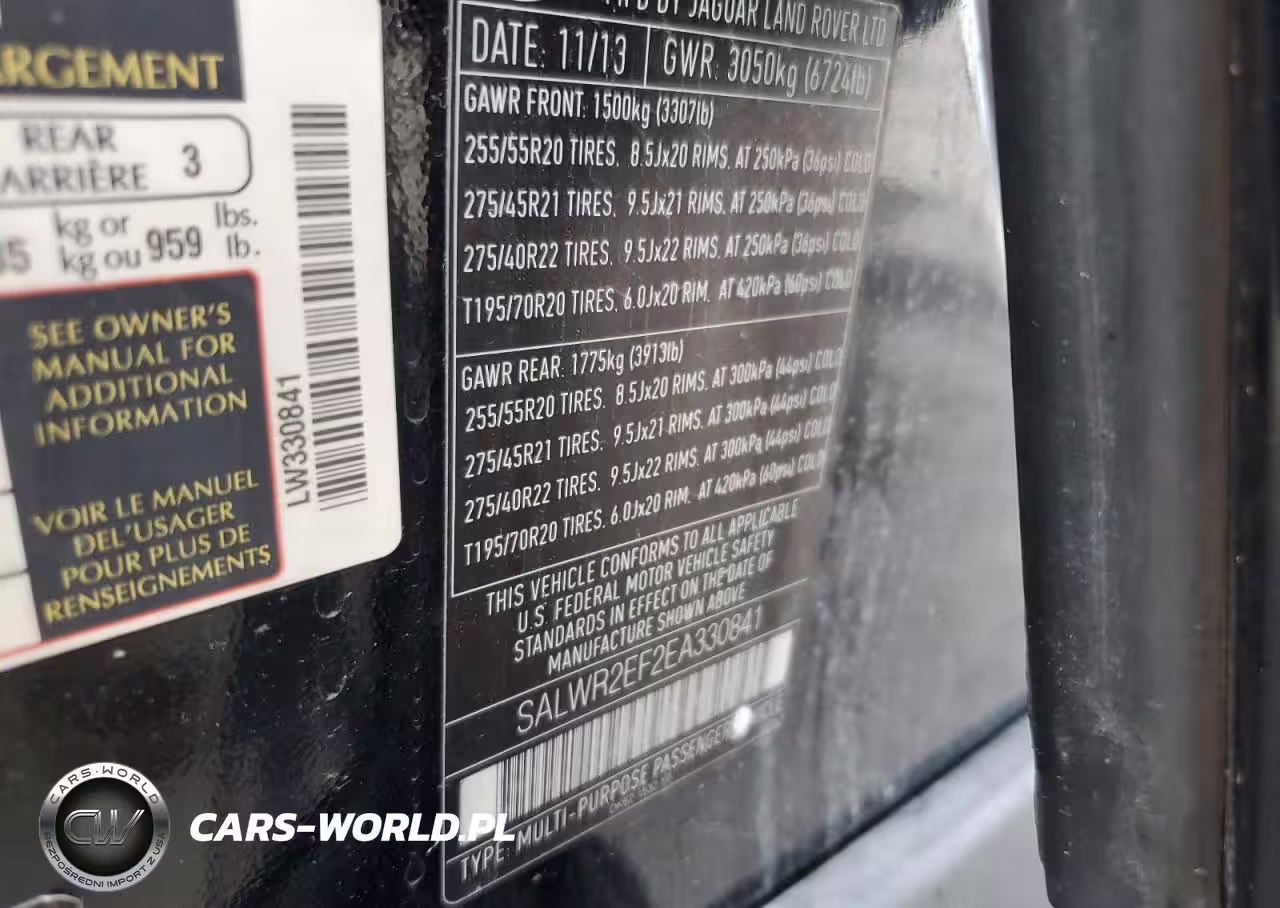 RGEMENT
REAR
ARRIÈRE 3
kg or lbs.
kg ou 959 lb.
SEE OWNER'S
MANUAL FOR
ADDITIONAL
INFORMATION
VOIR LE MANUEL
DEL'USAGER
POUR PLUS DE
RENSEIGNEMENTS
LW330841
BY JAGUAR LAND ROVER LTD
DATE: 11/13 GWR: 3050kg (6724lb)
GAWR FRONT: 1500kg (3307lb)
255/55R20 TIRES, 8.5Jx20 RIMS, AT 250kPa (36psi) COLD
275/45R21 TIRES, 9.5Jx21 RIMS, AT 250kPa (36psi) COLD
275/40R22 TIRES, 9.5Jx22 RIMS, AT 250kPa (36psi) COLD
T195/70R20 TIRES, 6.0Jx20 RIM, AT 420kPa (60psi) COLD
GAWR REAR: 1775kg (3913lb)
255/55R20 TIRES, 8.5Jx20 RIMS, AT 300kPa (44psi) COLD
275/45R21 TIRES, 9.5Jx21 RIMS, AT 300kPa (44psi) COLD
275/40R22 TIRES, 9.5Jx22 RIMS, AT 300kPa (44psi) COLD
T195/70R20 TIRES, 6.0Jx20 RIM, AT 420kPa (60psi) COLD
THIS VEHICLE CONFORMS TO ALL APPLICABLE
U.S. FEDERAL MOTOR VEHICLE SAFETY
STANDARDS IN EFFECT ON THE DATE OF
MANUFACTURE SHOWN ABOVE
SALWR2EF2EA330841
TYPE: MULTI-PURPOSE PASSENGER
CARS-WORLD
CW
BEZPOŚREDNI IMPORT Z USA
CARS-WORLD.PL